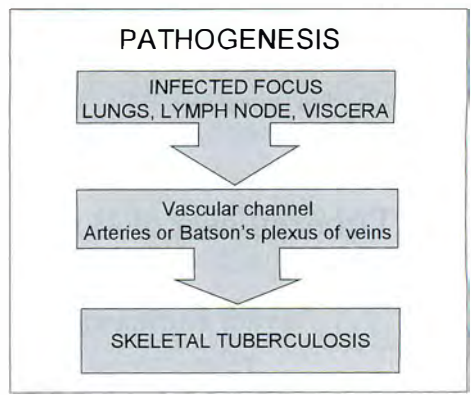 PATHOGENESIS
INFECTED FOCUS
LUNGS, LYMPH NODE, VISCERA
Vascular channel
Arteries or Batson's plexus of veins
SKELETAL TUBERCULOSIS